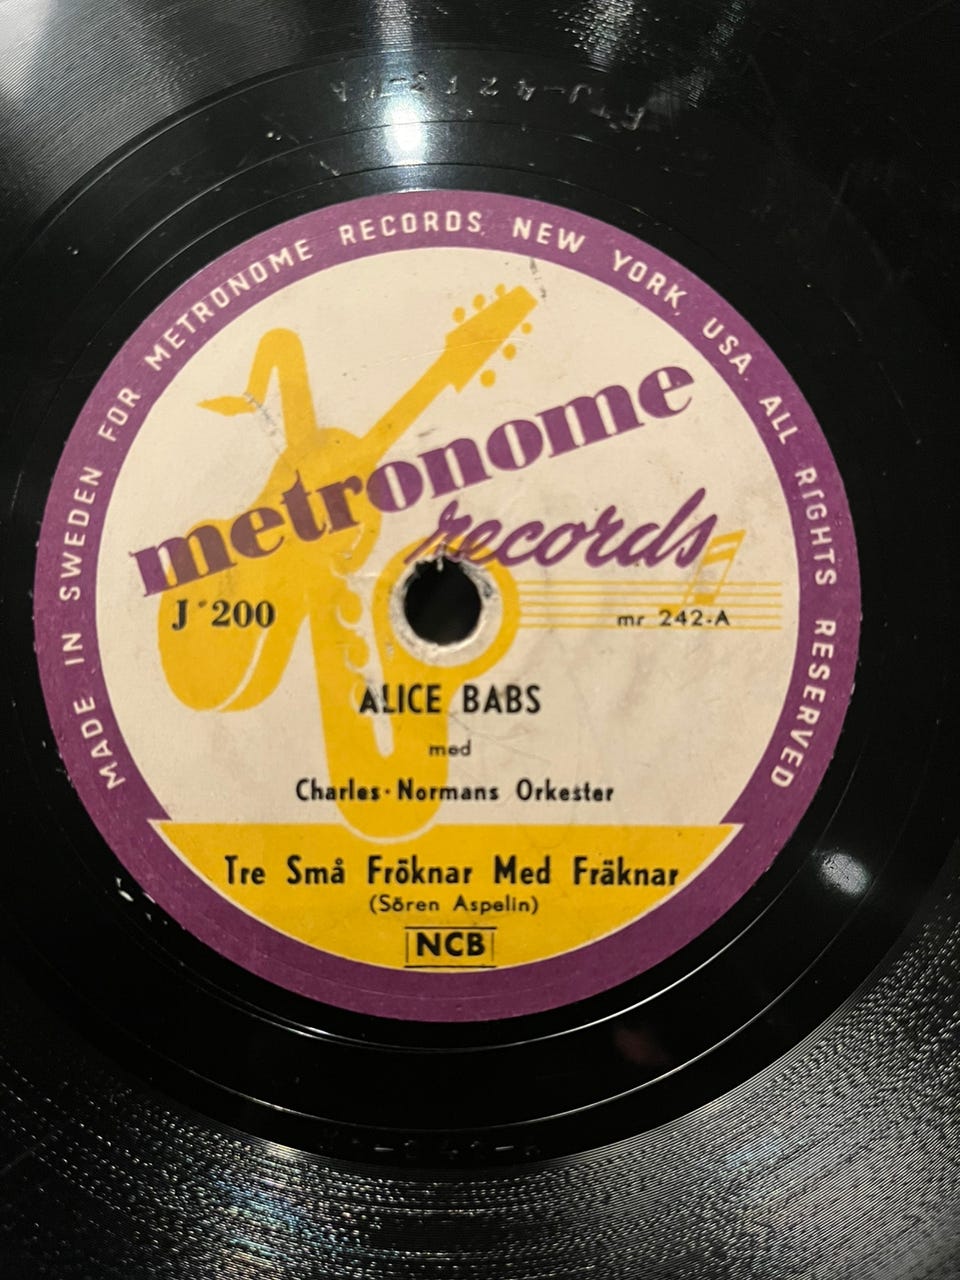 MADE IN SWEDEN FOR METRONOME RECORDS, NEW YORK, USA. ALL RIGHTS RESERVED
metronome
records
J 200
mr 242-A
ALICE BABS
med
Charles-Normans Orkester
Tre Små Fröknar Med Fräknar
(Sören Aspelin)
NCB